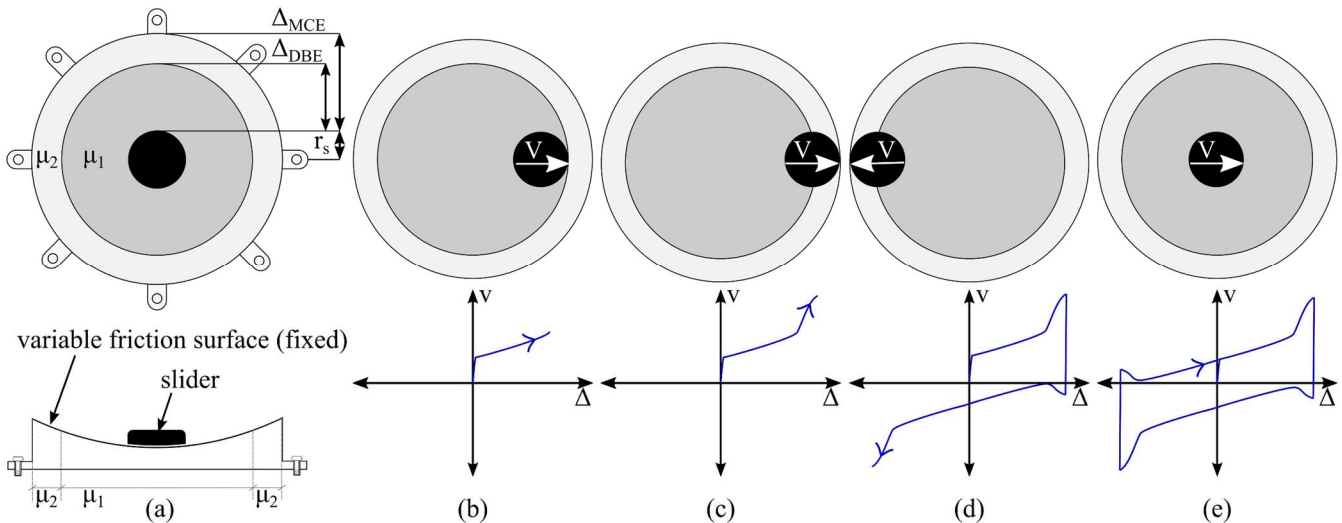 Δ_MCE
Δ_DBE
r_s
μ₂ μ₁
variable friction surface (fixed)
slider
μ₂ μ₁ μ₂
(a)
V
v
Δ
(b)
V
v
Δ
(c)
V
v
Δ
(d)
V
v
Δ
(e)